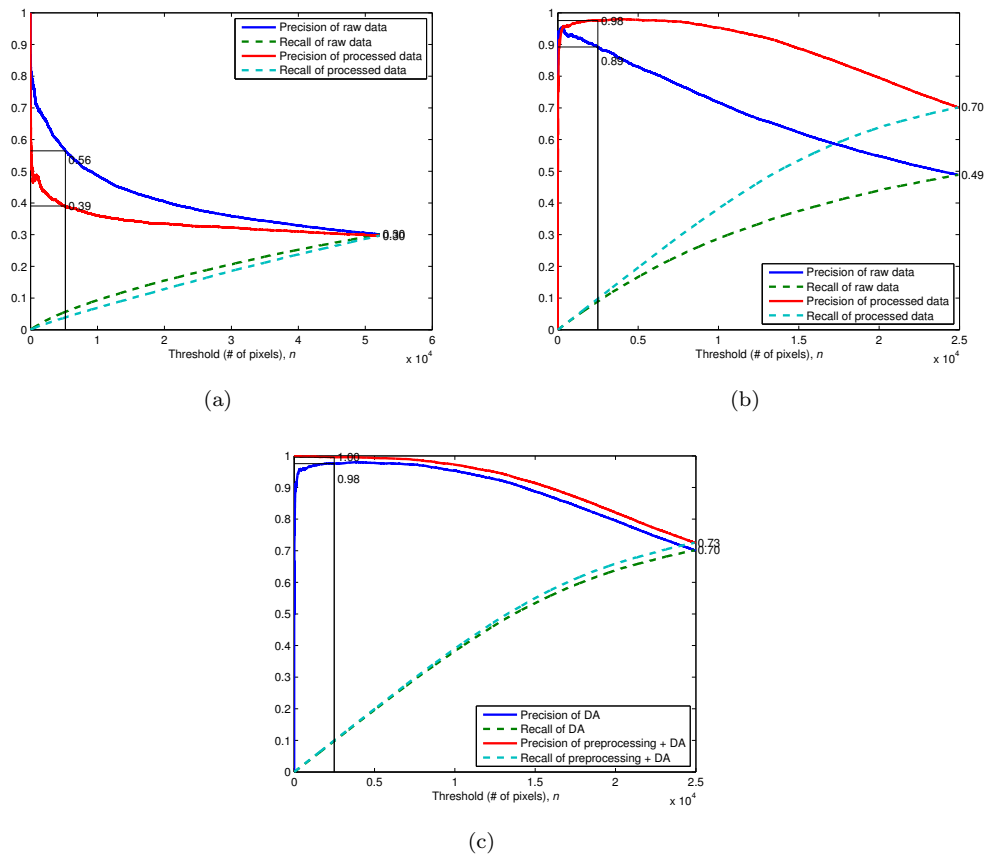 1
0.9
0.8
0.7
0.6
0.5
0.4
0.3
0.2
0.1
0
Precision of raw data
Recall of raw data
Precision of processed data
Recall of processed data
0.56
0.39
0.30
0.30
0 1 2 3 4 5 6
Threshold (# of pixels), n
x 10^4
(a)
1
0.9
0.8
0.7
0.6
0.5
0.4
0.3
0.2
0.1
0
0.98
0.89
0.70
0.49
Precision of raw data
Recall of raw data
Precision of processed data
Recall of processed data
0 0.5 1 1.5 2 2.5
Threshold (# of pixels), n
x 10^4
(b)
1
0.9
0.8
0.7
0.6
0.5
0.4
0.3
0.2
0.1
0
1.00
0.98
0.73
0.70
Precision of DA
Recall of DA
Precision of preprocessing + DA
Recall of preprocessing + DA
0 0.5 1 1.5 2 2.5
Threshold (# of pixels), n
x 10^4
(c)